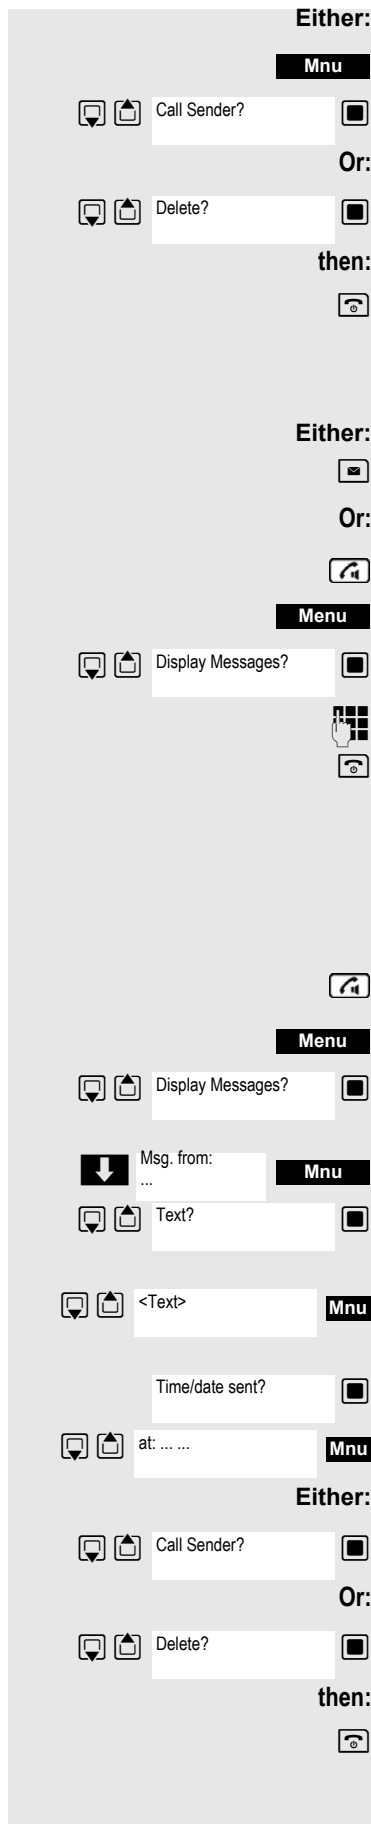 Either:
Mnu
Call Sender?
Or:
Delete?
then:
Either:
Or:
Menu
Display Messages?
Menu
Display Messages?
Msg. from:
...
Mnu
Text?
<Text>
Mnu
Time/date sent?
at: ... ...
Mnu
Either:
Call Sender?
Or:
Delete?
then: